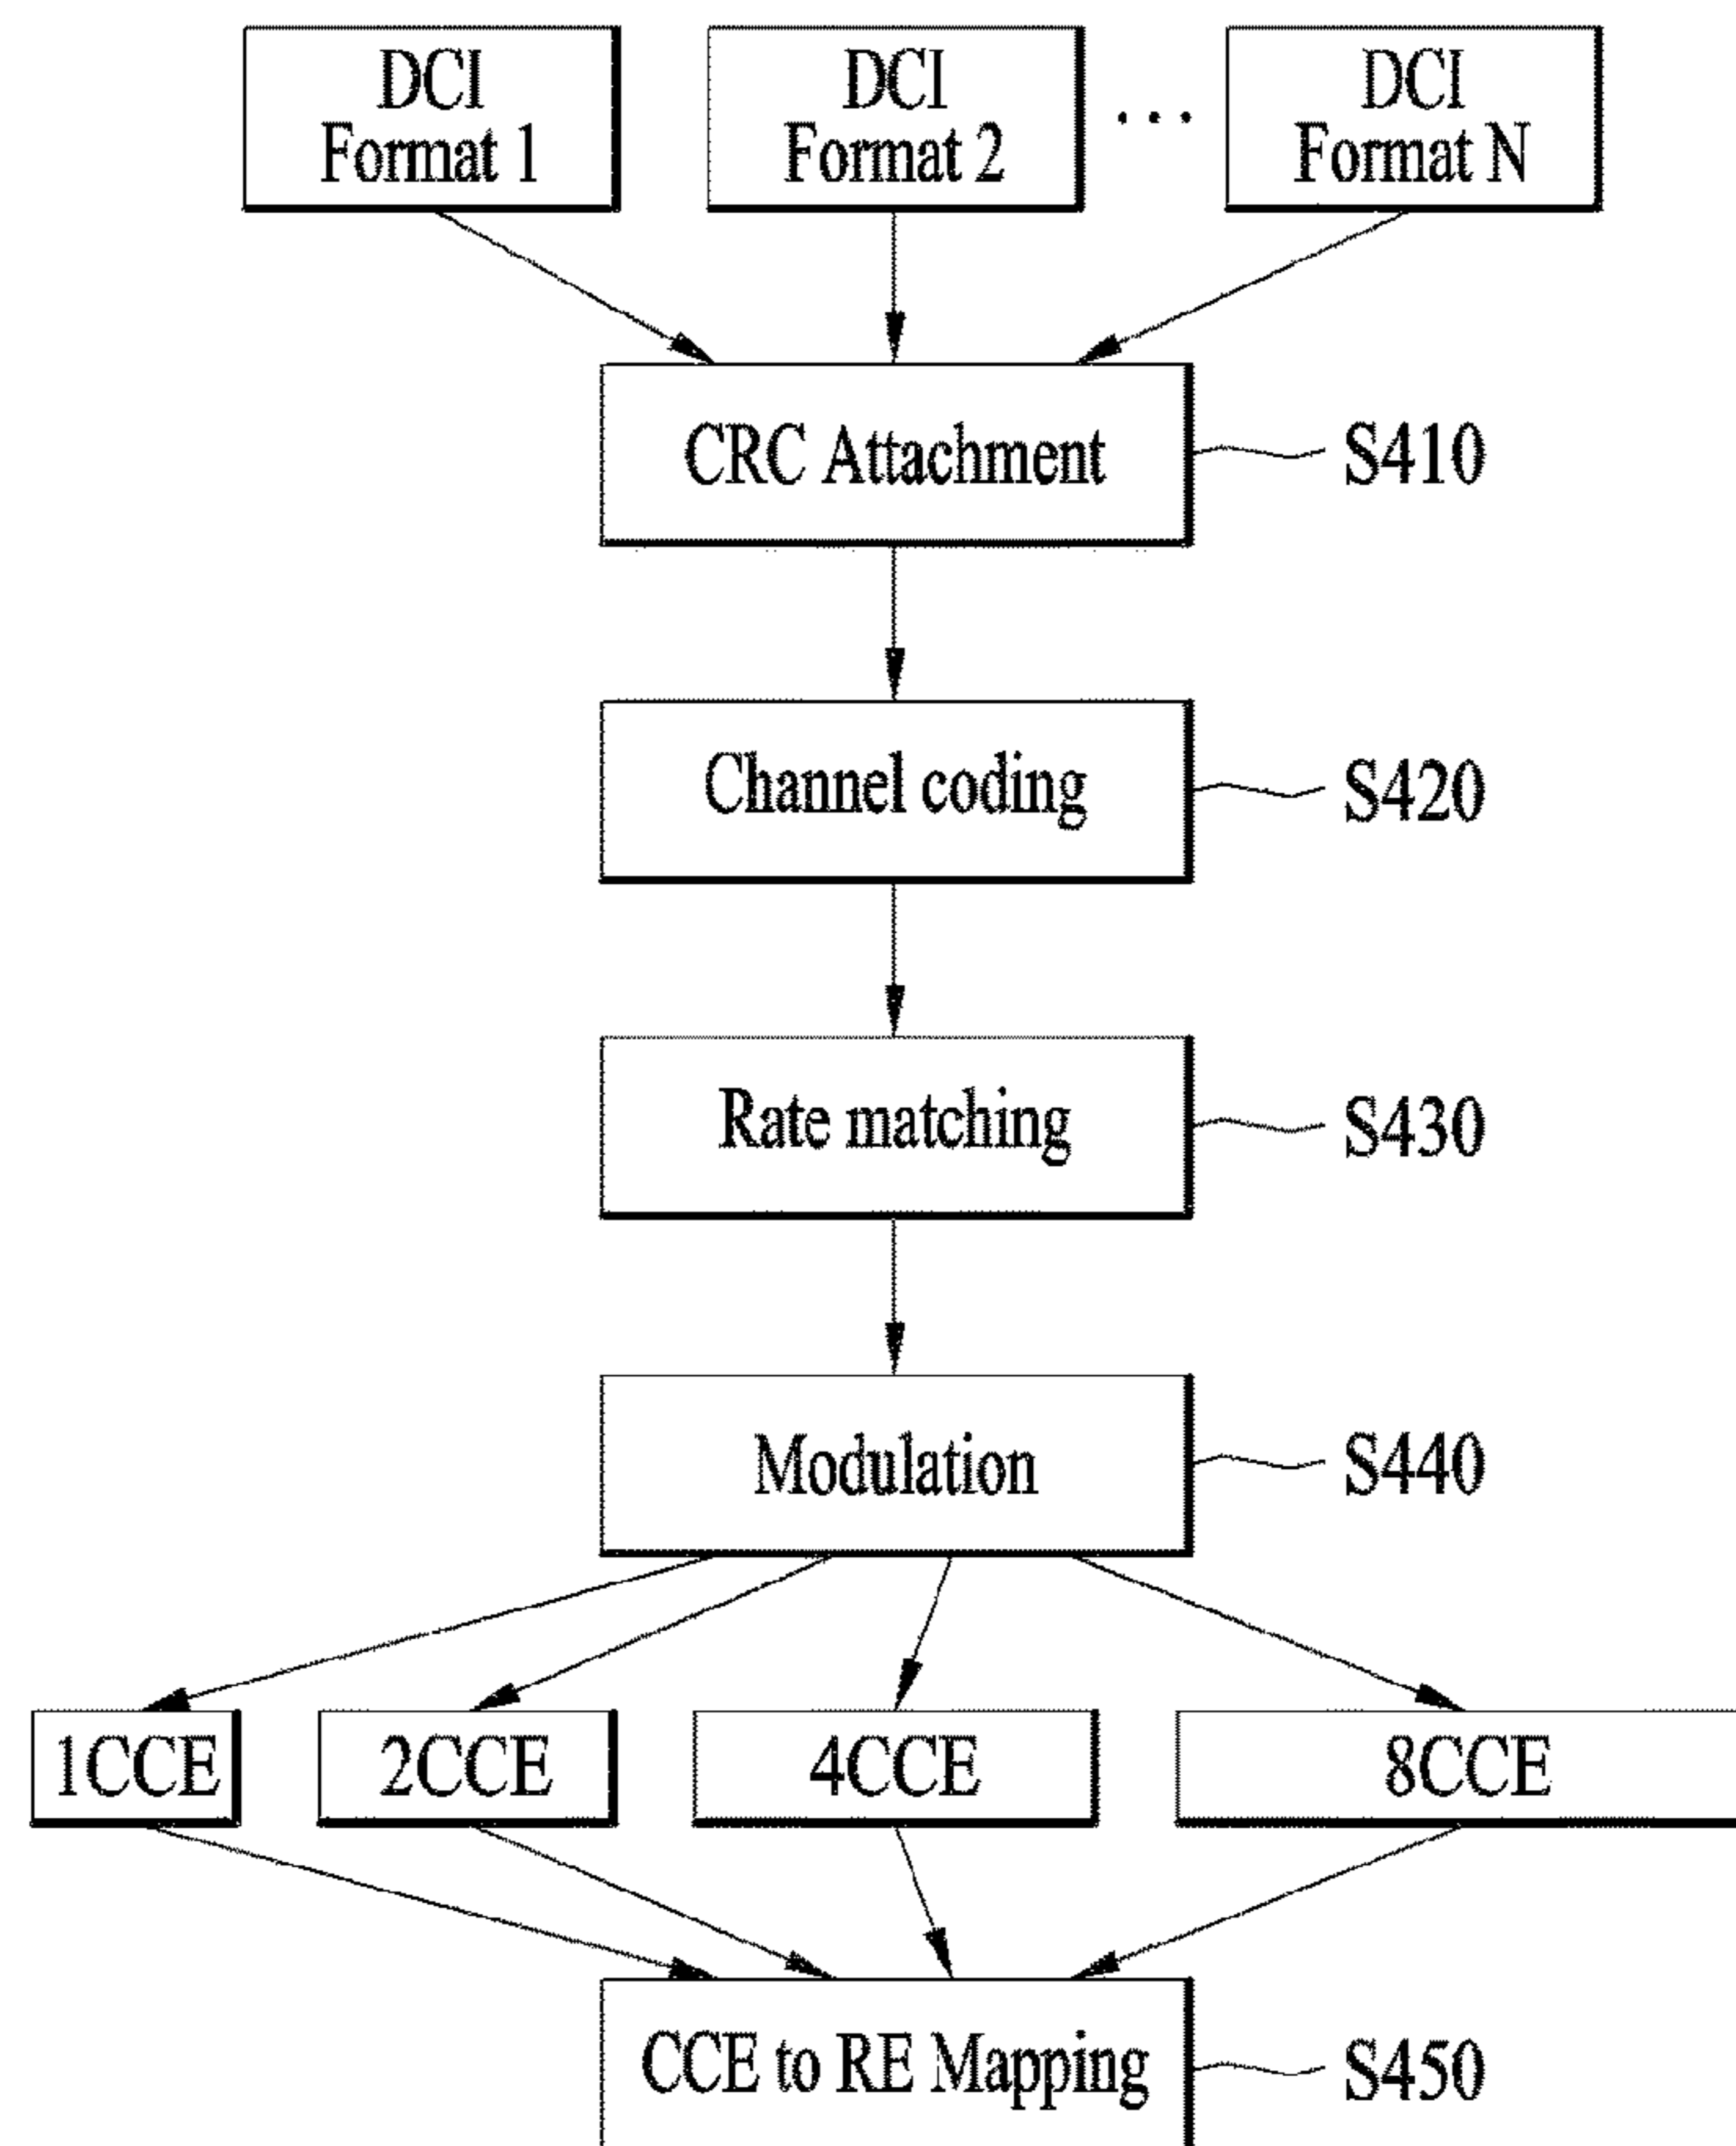 DCI
Format 1
DCI
Format 2
...
DCI
Format N
CRC Attachment
S410
Channel coding
S420
Rate matching
S430
Modulation
S440
1CCE
2CCE
4CCE
8CCE
CCE to RE Mapping
S450